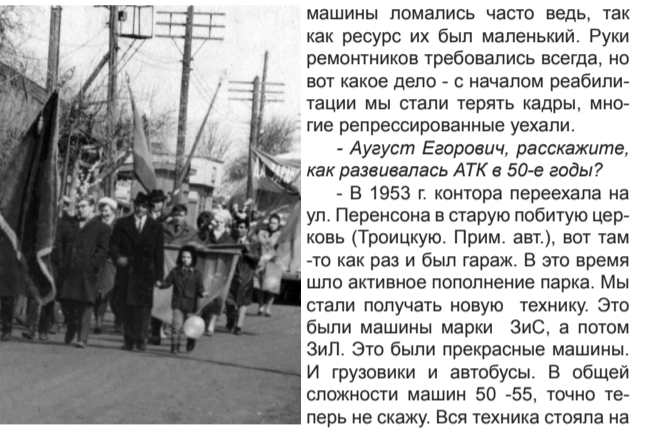 машины ломались часто ведь, так
как ресурс их был маленький. Руки
ремонтников требовались всегда, но
вот какое дело - с началом реабили-
тации мы стали терять кадры, мно-
гие репрессированные уехали.
- Аугуст Егорович, расскажите,
как развивалась АТК в 50-е годы?
- В 1953 г. контора переехала на
ул. Перенсона в старую побитую цер-
ковь (Троицкую. Прим. авт.), вот там
-то как раз и был гараж. В это время
шло активное пополнение парка. Мы
стали получать новую технику. Это
были машины марки ЗиС, а потом
ЗиЛ. Это были прекрасные машины.
И грузовики и автобусы. В общей
сложности машин 50 -55, точно те-
перь не скажу. Вся техника стояла на